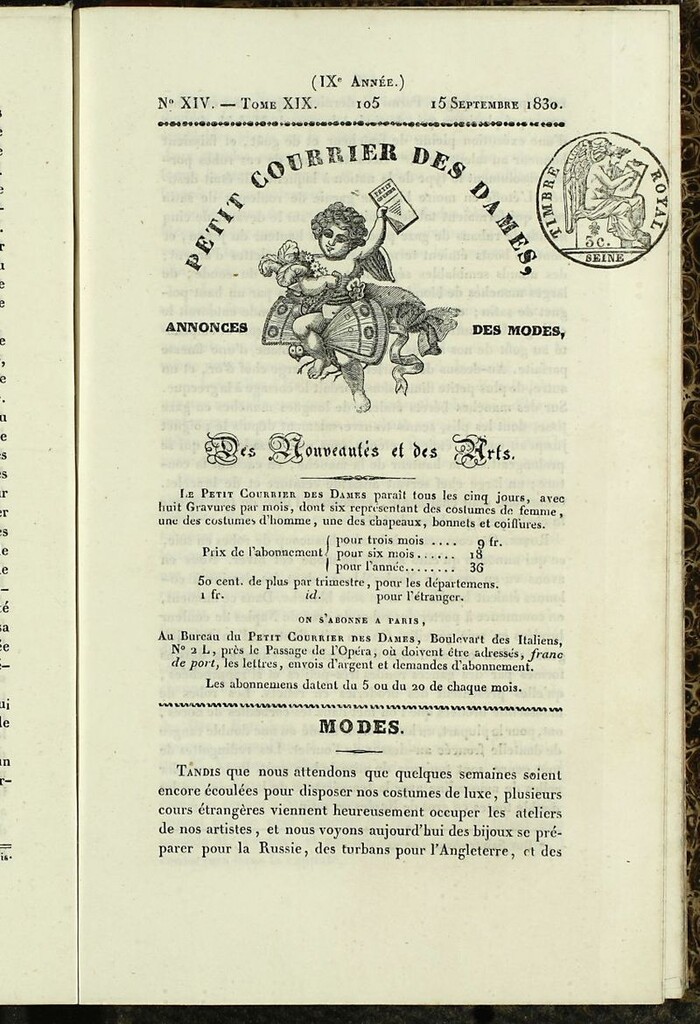 (IXe Année.)
No XIV. — Tome XIX. 105 15 Septembre 1830.
PETIT COURRIER DES DAMES,
TIMBRE ROYAL
5c.
SEINE
PETIT
ANNONCES DES MODES,
Des Nouveautés et des Arts.
Le Petit Courrier des Dames paraît tous les cinq jours, avec
huit Gravures par mois, dont six représentant des costumes de femme,
une des costumes d'homme, une des chapeaux, bonnets et coiffures.
Prix de l'abonnement { pour trois mois .... 9 fr.
pour six mois...... 18
pour l'année........ 36
50 cent. de plus par trimestre, pour les départemens.
1 fr. id. pour l'étranger.
ON S'ABONNE A PARIS,
Au Bureau du Petit Courrier des Dames, Boulevart des Italiens,
No 2 L, près le Passage de l'Opéra, où doivent être adressés, franc
de port, les lettres, envois d'argent et demandes d'abonnement.
Les abonnemens datent du 5 ou du 20 de chaque mois.
MODES.
Tandis que nous attendons que quelques semaines soient
encore écoulées pour disposer nos costumes de luxe, plusieurs
cours étrangères viennent heureusement occuper les ateliers
de nos artistes, et nous voyons aujourd'hui des bijoux se pré-
parer pour la Russie, des turbans pour l'Angleterre, et des